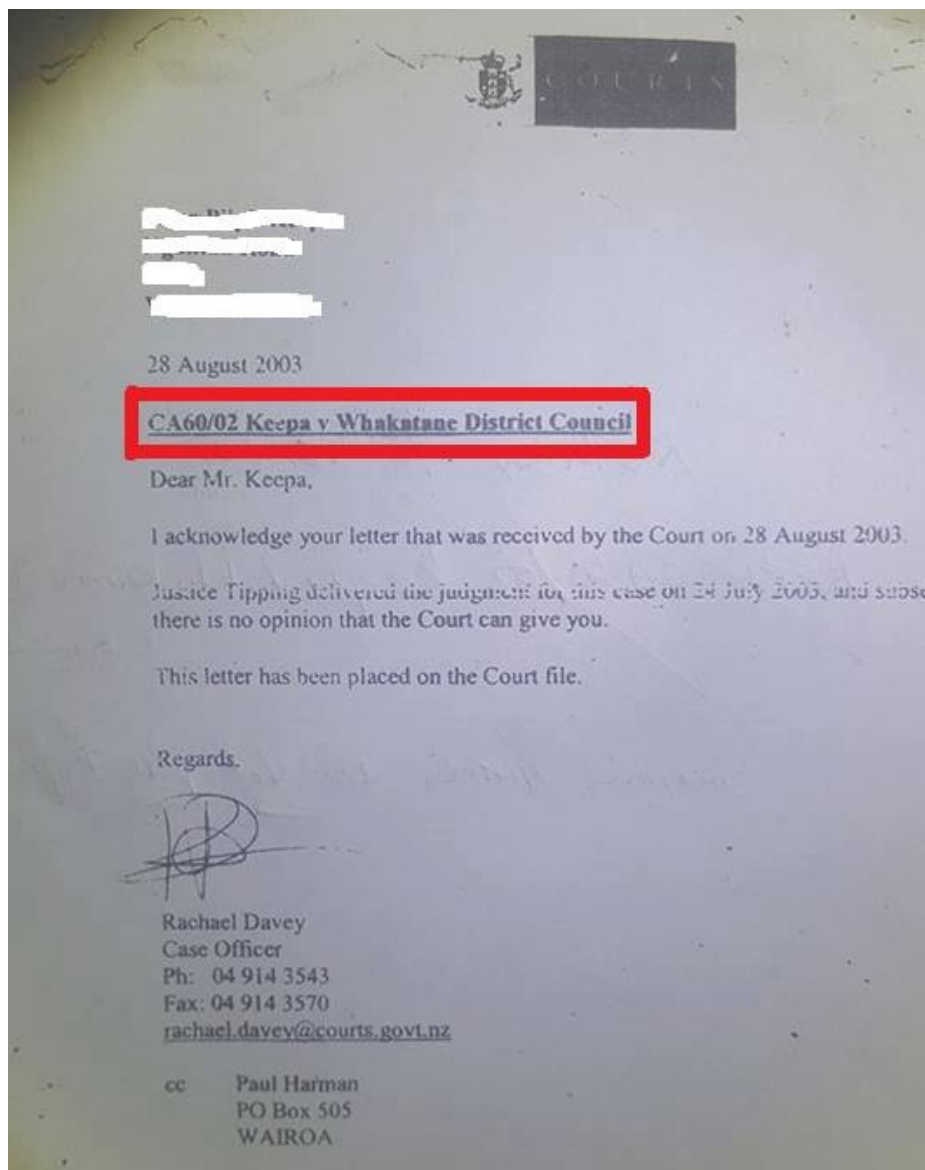 COURTS
28 August 2003
CA60/02 Keepa v Whakatane District Council
Dear Mr. Keepa,
I acknowledge your letter that was received by the Court on 28 August 2003.
Justice Tipping delivered the judgment for this case on 24 July 2003, and
there is no opinion that the Court can give you.
This letter has been placed on the Court file.
Regards,
Rachael Davey
Case Officer
Ph: 04 914 3543
Fax: 04 914 3570
rachael.davey@courts.govt.nz
cc Paul Harman
PO Box 505
WAIROA